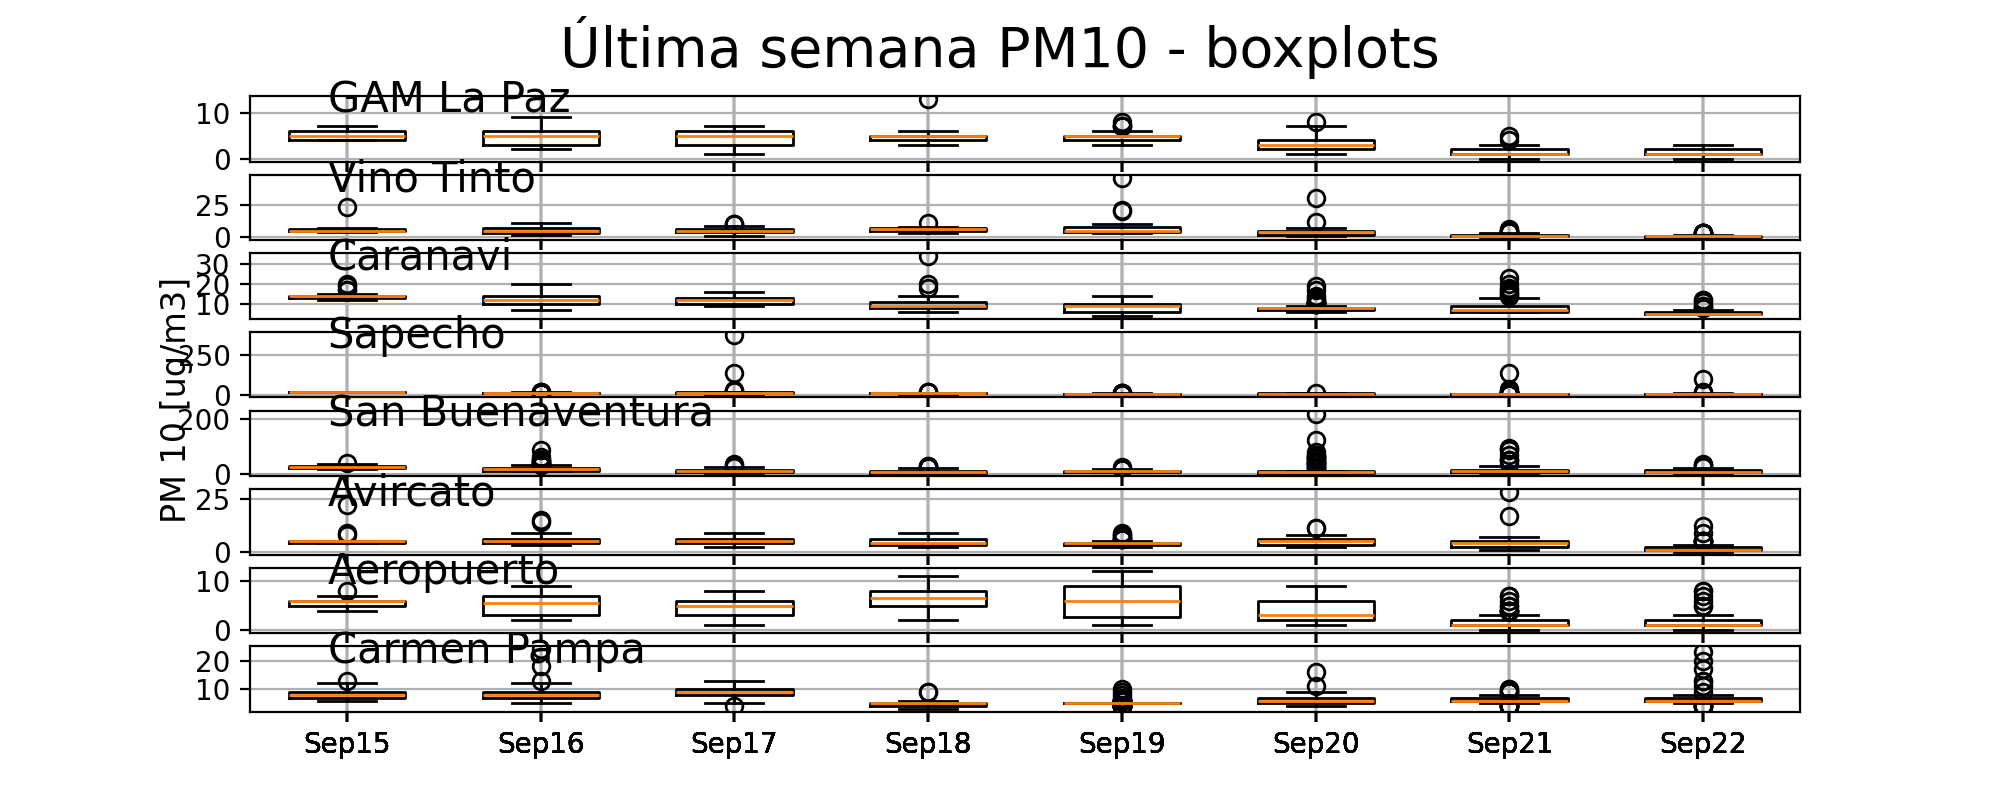 Última semana PM10 - boxplots
GAM La Paz
10
0
Vino Tinto
25
0
Caranavi
30
20
10
Sapecho
250
0
PM 10 [ug/m3]
San Buenaventura
200
0
Avircato
25
0
Aeropuerto
10
0
Carmen Pampa
20
10
Sep15 Sep16 Sep17 Sep18 Sep19 Sep20 Sep21 Sep22